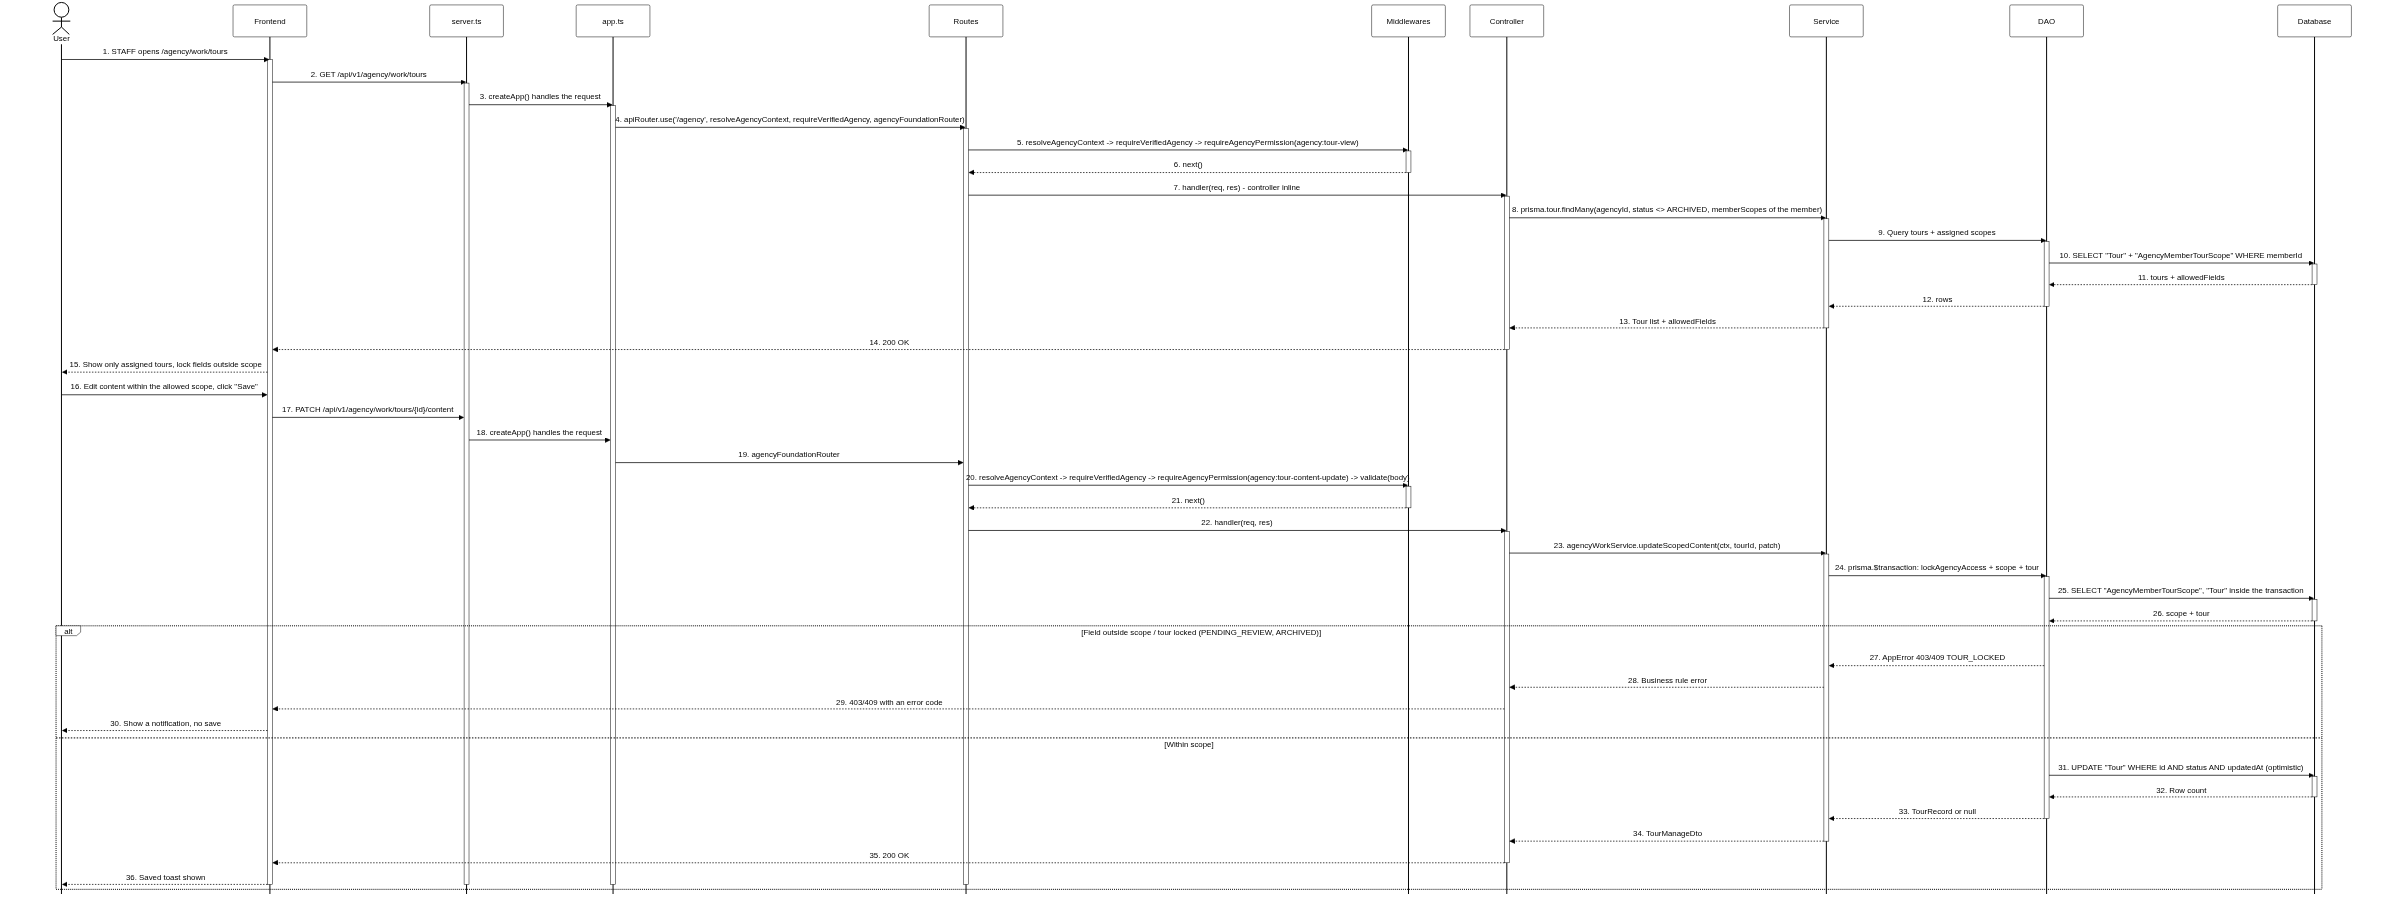 User
Frontend
server.ts
app.ts
Routes
Middlewares
Controller
Service
DAO
Database
1. STAFF opens /agency/work/tours
2. GET /api/v1/agency/work/tours
3. createApp() handles the request
4. apiRouter.use('/agency', resolveAgencyContext, requireVerifiedAgency, agencyFoundationRouter)
5. resolveAgencyContext -> requireVerifiedAgency -> requireAgencyPermission(agency:tour-view)
6. next()
7. handler(req, res) - controller inline
8. prisma.tour.findMany(agencyId, status <> ARCHIVED, memberScopes of the member)
9. Query tours + assigned scopes
10. SELECT "Tour" + "AgencyMemberTourScope" WHERE memberId
11. tours + allowedFields
12. rows
13. Tour list + allowedFields
14. 200 OK
15. Show only assigned tours, lock fields outside scope
16. Edit content within the allowed scope, click "Save"
17. PATCH /api/v1/agency/work/tours/{id}/content
18. createApp() handles the request
19. agencyFoundationRouter
20. resolveAgencyContext -> requireVerifiedAgency -> requireAgencyPermission(agency:tour-content-update) -> validate(body)
21. next()
22. handler(req, res)
23. agencyWorkService.updateScopedContent(ctx, tourId, patch)
24. prisma.$transaction: lockAgencyAccess + scope + tour
25. SELECT "AgencyMemberTourScope", "Tour" inside the transaction
26. scope + tour
alt
[Field outside scope / tour locked (PENDING_REVIEW, ARCHIVED)]
27. AppError 403/409 TOUR_LOCKED
28. Business rule error
29. 403/409 with an error code
30. Show a notification, no save
[Within scope]
31. UPDATE "Tour" WHERE id AND status AND updatedAt (optimistic)
32. Row count
33. TourRecord or null
34. TourManageDto
35. 200 OK
36. Saved toast shown